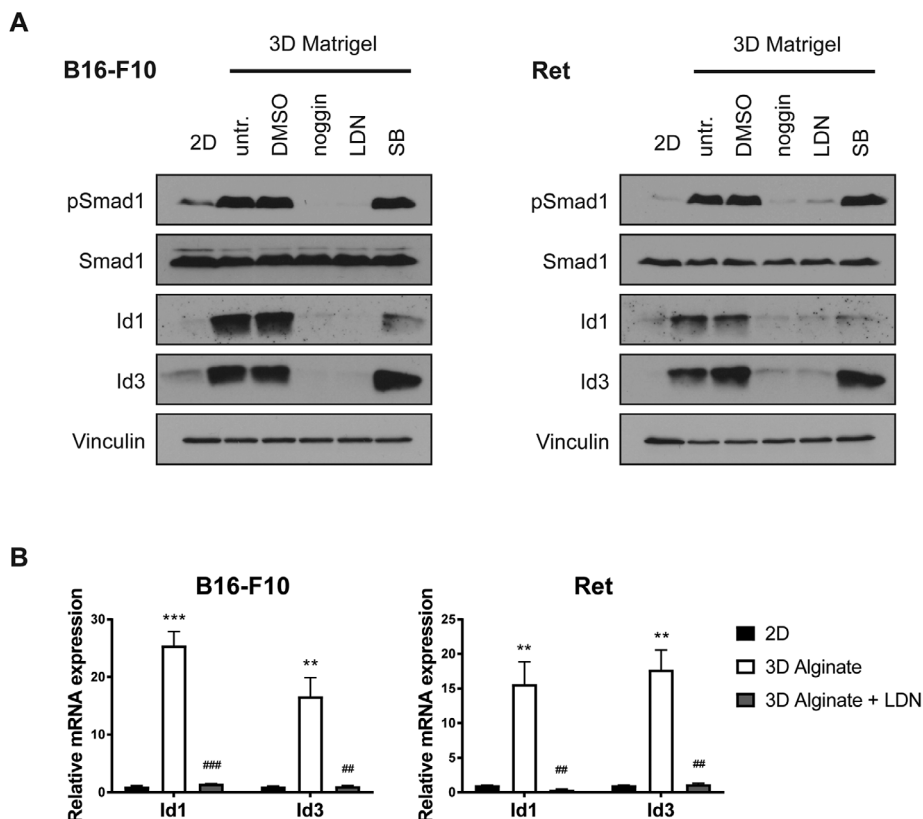 A
B16-F10
3D Matrigel
2D
untr.
DMSO
noggin
LDN
SB
pSmad1
Smad1
Id1
Id3
Vinculin
Ret
3D Matrigel
2D
untr.
DMSO
noggin
LDN
SB
pSmad1
Smad1
Id1
Id3
Vinculin
B
B16-F10
Relative mRNA expression
30
20
10
0
***
###
**
##
Id1
Id3
Ret
Relative mRNA expression
25
20
15
10
5
0
**
##
**
##
Id1
Id3
2D
3D Alginate
3D Alginate + LDN